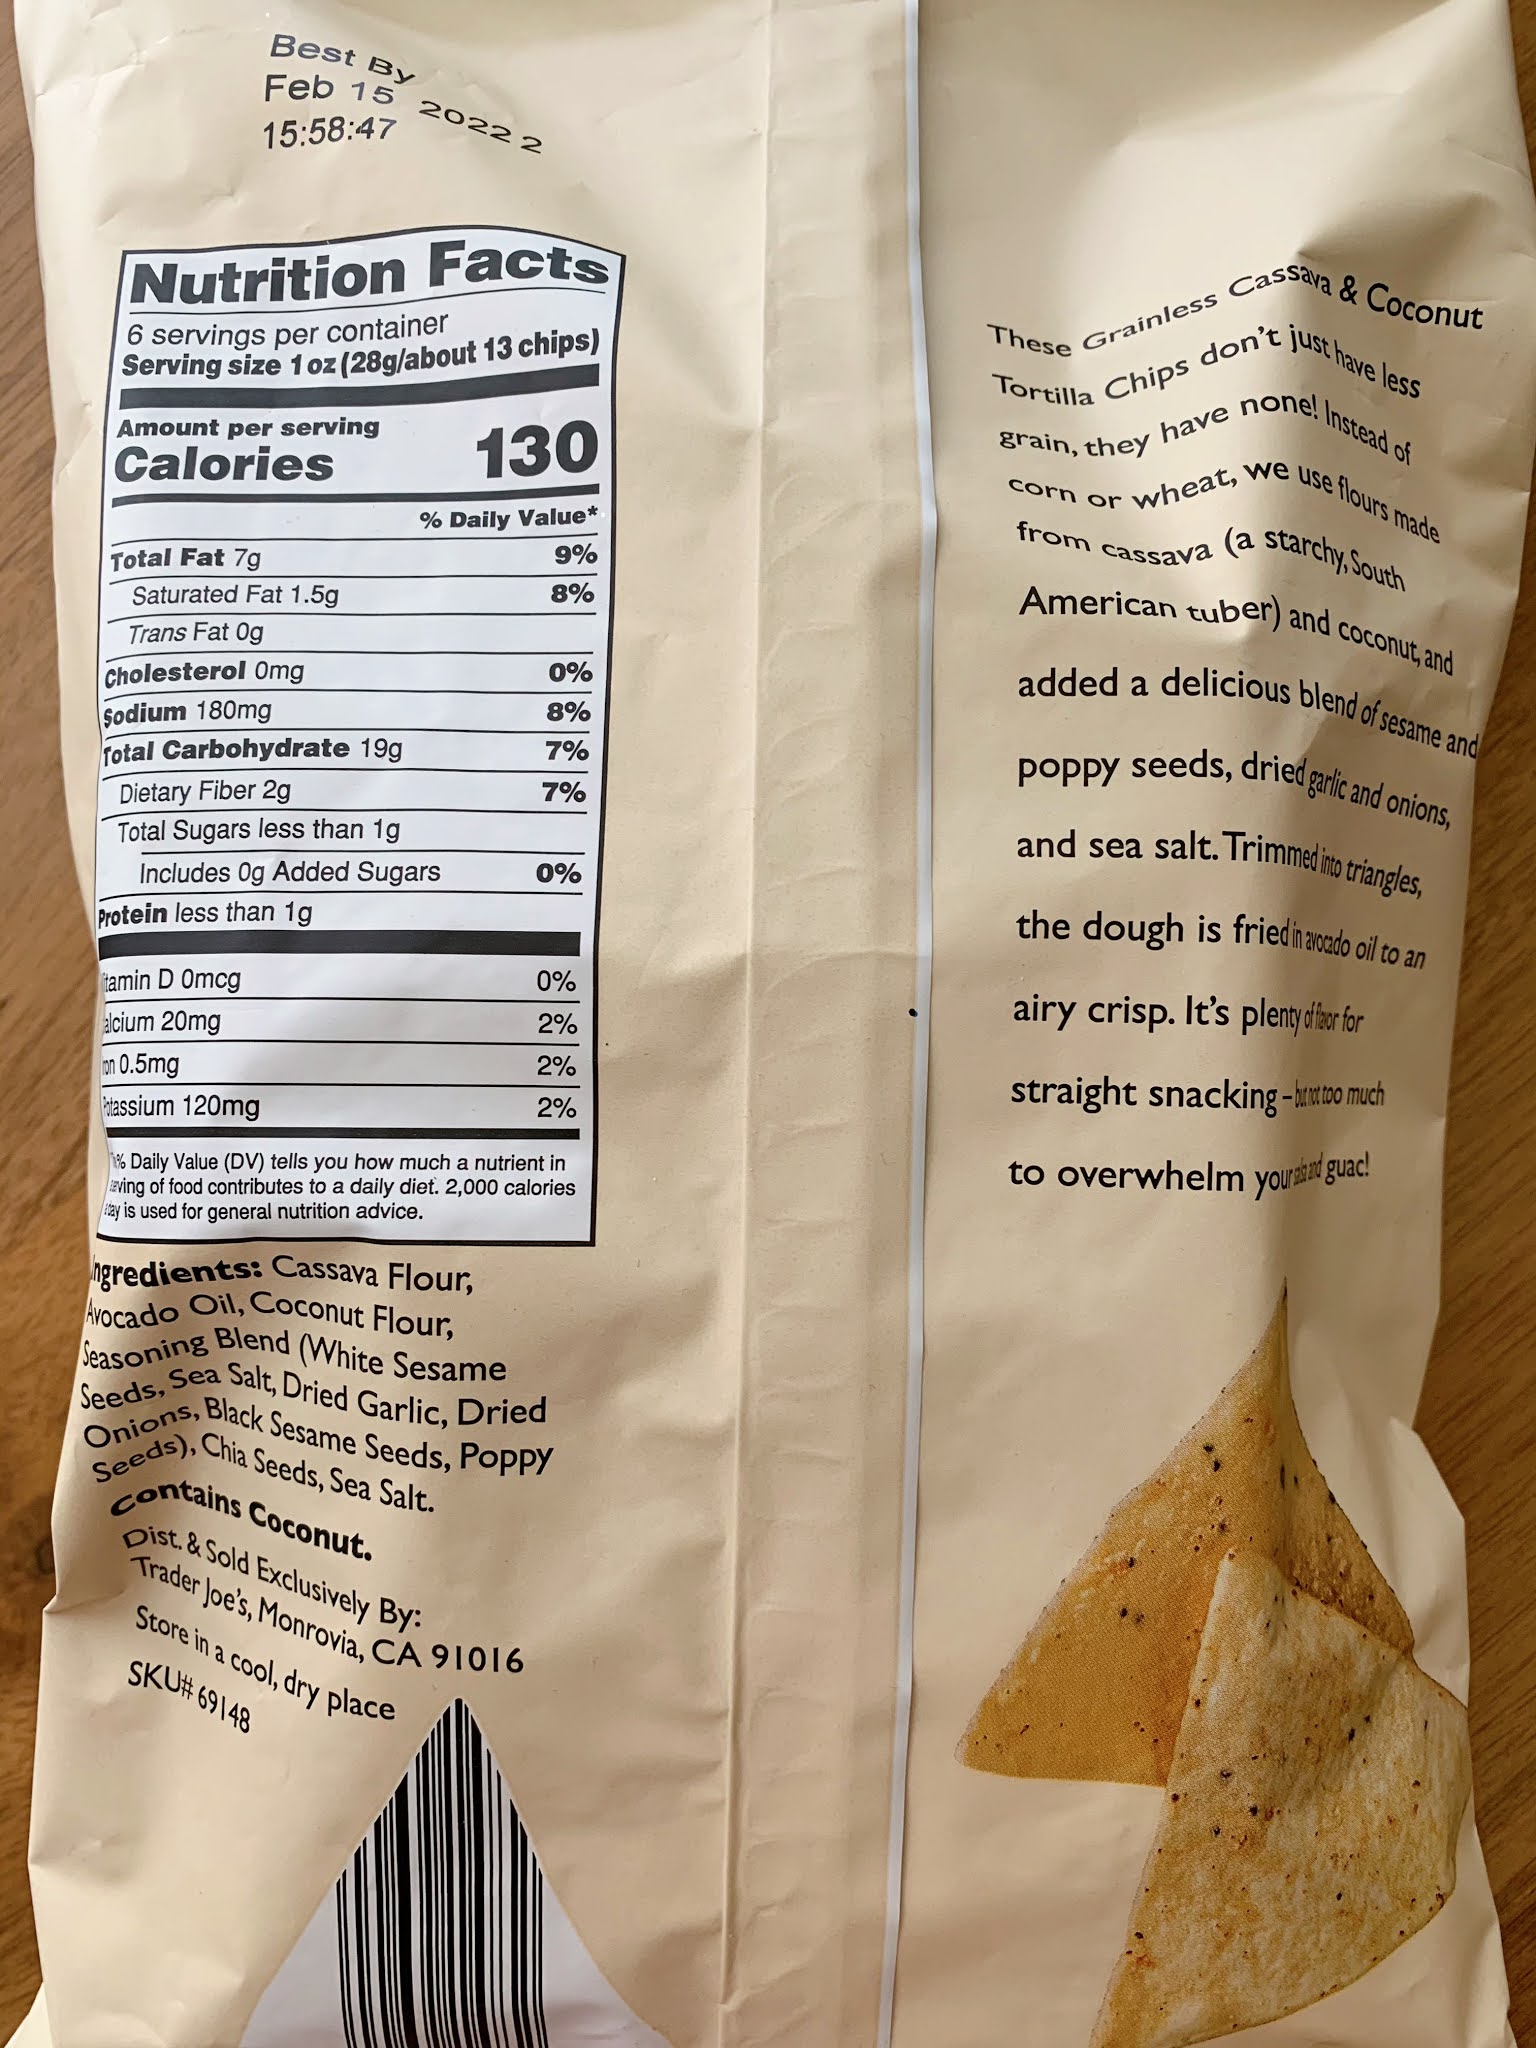 Best By
Feb 15 2022 2
15:58:47
Nutrition Facts
6 servings per container
Serving size 1 oz (28g/about 13 chips)
Amount per serving
Calories 130
% Daily Value*
Total Fat 7g 9%
Saturated Fat 1.5g 8%
Trans Fat 0g
Cholesterol 0mg 0%
Sodium 180mg 8%
Total Carbohydrate 19g 7%
Dietary Fiber 2g 7%
Total Sugars less than 1g
Includes 0g Added Sugars 0%
Protein less than 1g
Vitamin D 0mcg 0%
Calcium 20mg 2%
Iron 0.5mg 2%
Potassium 120mg 2%
% Daily Value (DV) tells you how much a nutrient in
serving of food contributes to a daily diet. 2,000 calories
a day is used for general nutrition advice.
Ingredients: Cassava Flour,
Avocado Oil, Coconut Flour,
Seasoning Blend (White Sesame
Seeds, Sea Salt, Dried Garlic, Dried
Onions, Black Sesame Seeds, Poppy
Seeds), Chia Seeds, Sea Salt.
Contains Coconut.
Dist. & Sold Exclusively By:
Trader Joe's, Monrovia, CA 91016
Store in a cool, dry place
SKU# 69148
These Grainless Cassava & Coconut
Tortilla Chips don't just have less
grain, they have none! Instead of
corn or wheat, we use flours made
from cassava (a starchy, South
American tuber) and coconut, and
added a delicious blend of sesame and
poppy seeds, dried garlic and onions,
and sea salt. Trimmed into triangles,
the dough is fried in avocado oil to an
airy crisp. It's plenty of flavor for
straight snacking – but not too much
to overwhelm your salsa and guac!